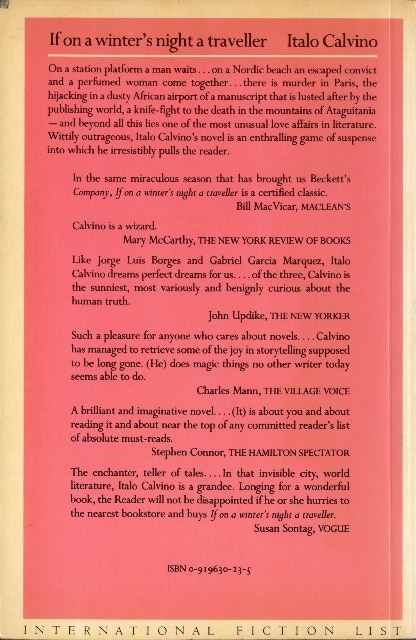 If on a winter's night a traveller Italo Calvino
On a station platform a man waits...on a Nordic beach an escaped convict
and a perfumed woman come together...there is murder in Paris, the
hijacking in a dusty African airport of a manuscript that is lusted after by the
publishing world, a knife-fight to the death in the mountains of Ataguitania
—and beyond all this lies one of the most unusual love affairs in literature.
Wittily outrageous, Italo Calvino's novel is an enthralling game of suspense
into which he irresistibly pulls the reader.
In the same miraculous season that has brought us Beckett's
Company, If on a winter's night a traveller is a certified classic.
Bill MacVicar, MACLEAN'S
Calvino is a wizard.
Mary McCarthy, THE NEW YORK REVIEW OF BOOKS
Like Jorge Luis Borges and Gabriel Garcia Marquez, Italo
Calvino dreams perfect dreams for us....of the three, Calvino is
the sunniest, most variously and benignly curious about the
human truth.
John Updike, THE NEW YORKER
Such a pleasure for anyone who cares about novels....Calvino
has managed to retrieve some of the joy in storytelling supposed
to be long gone. (He) does magic things no other writer today
seems able to do.
Charles Mann, THE VILLAGE VOICE
A brilliant and imaginative novel....(It) is about you and about
reading it and about near the top of any committed reader's list
of absolute must-reads.
Stephen Connor, THE HAMILTON SPECTATOR
The enchanter, teller of tales....In that invisible city, world
literature, Italo Calvino is a grandee. Longing for a wonderful
book, the Reader will not be disappointed if he or she hurries to
the nearest bookstore and buys If on a winter's night a traveller.
Susan Sontag, VOGUE
ISBN 0-919630-23-5
INTERNATIONAL FICTION LIST